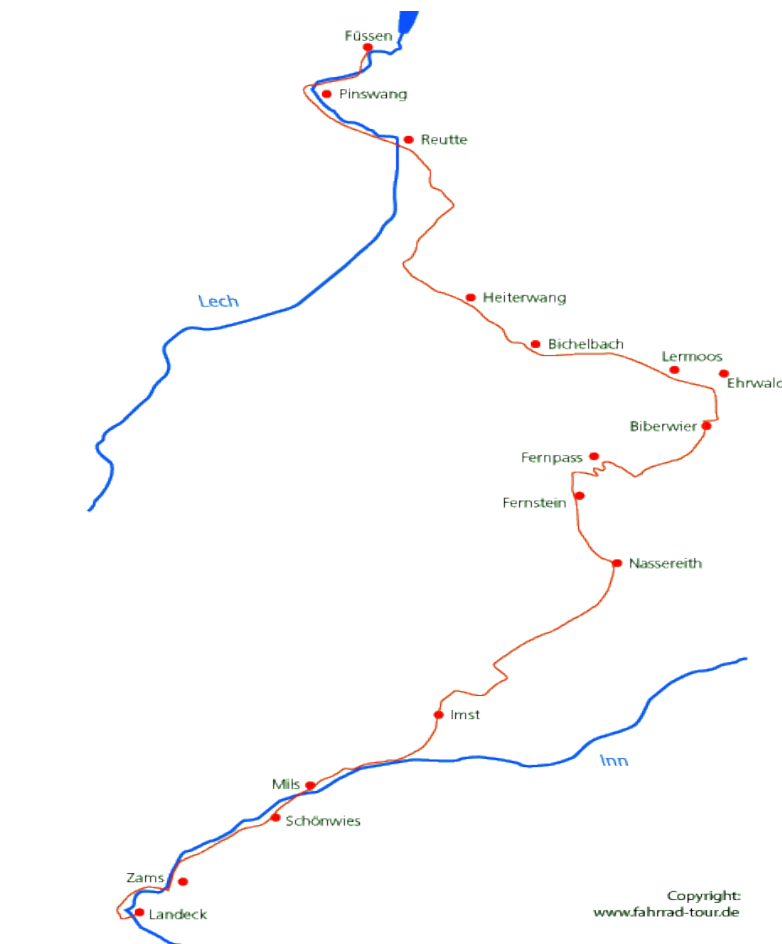 Füssen
Pinswang
Reutte
Lech
Heiterwang
Bichelbach
Lermoos
Ehrwald
Biberwier
Fernpass
Fernstein
Nassereith
Imst
Inn
Mils
Schönwies
Zams
Landeck
Copyright:
www.fahrrad-tour.de